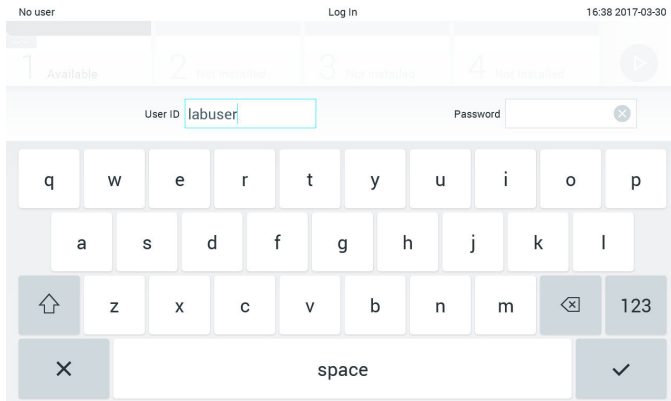 No user Log In 16:38 2017-03-30
1 Available 2 Not installed 3 Not installed 4 Not installed
User ID labuser Password
q w e r t y u i o p
a s d f g h j k l
z x c v b n m 123
space